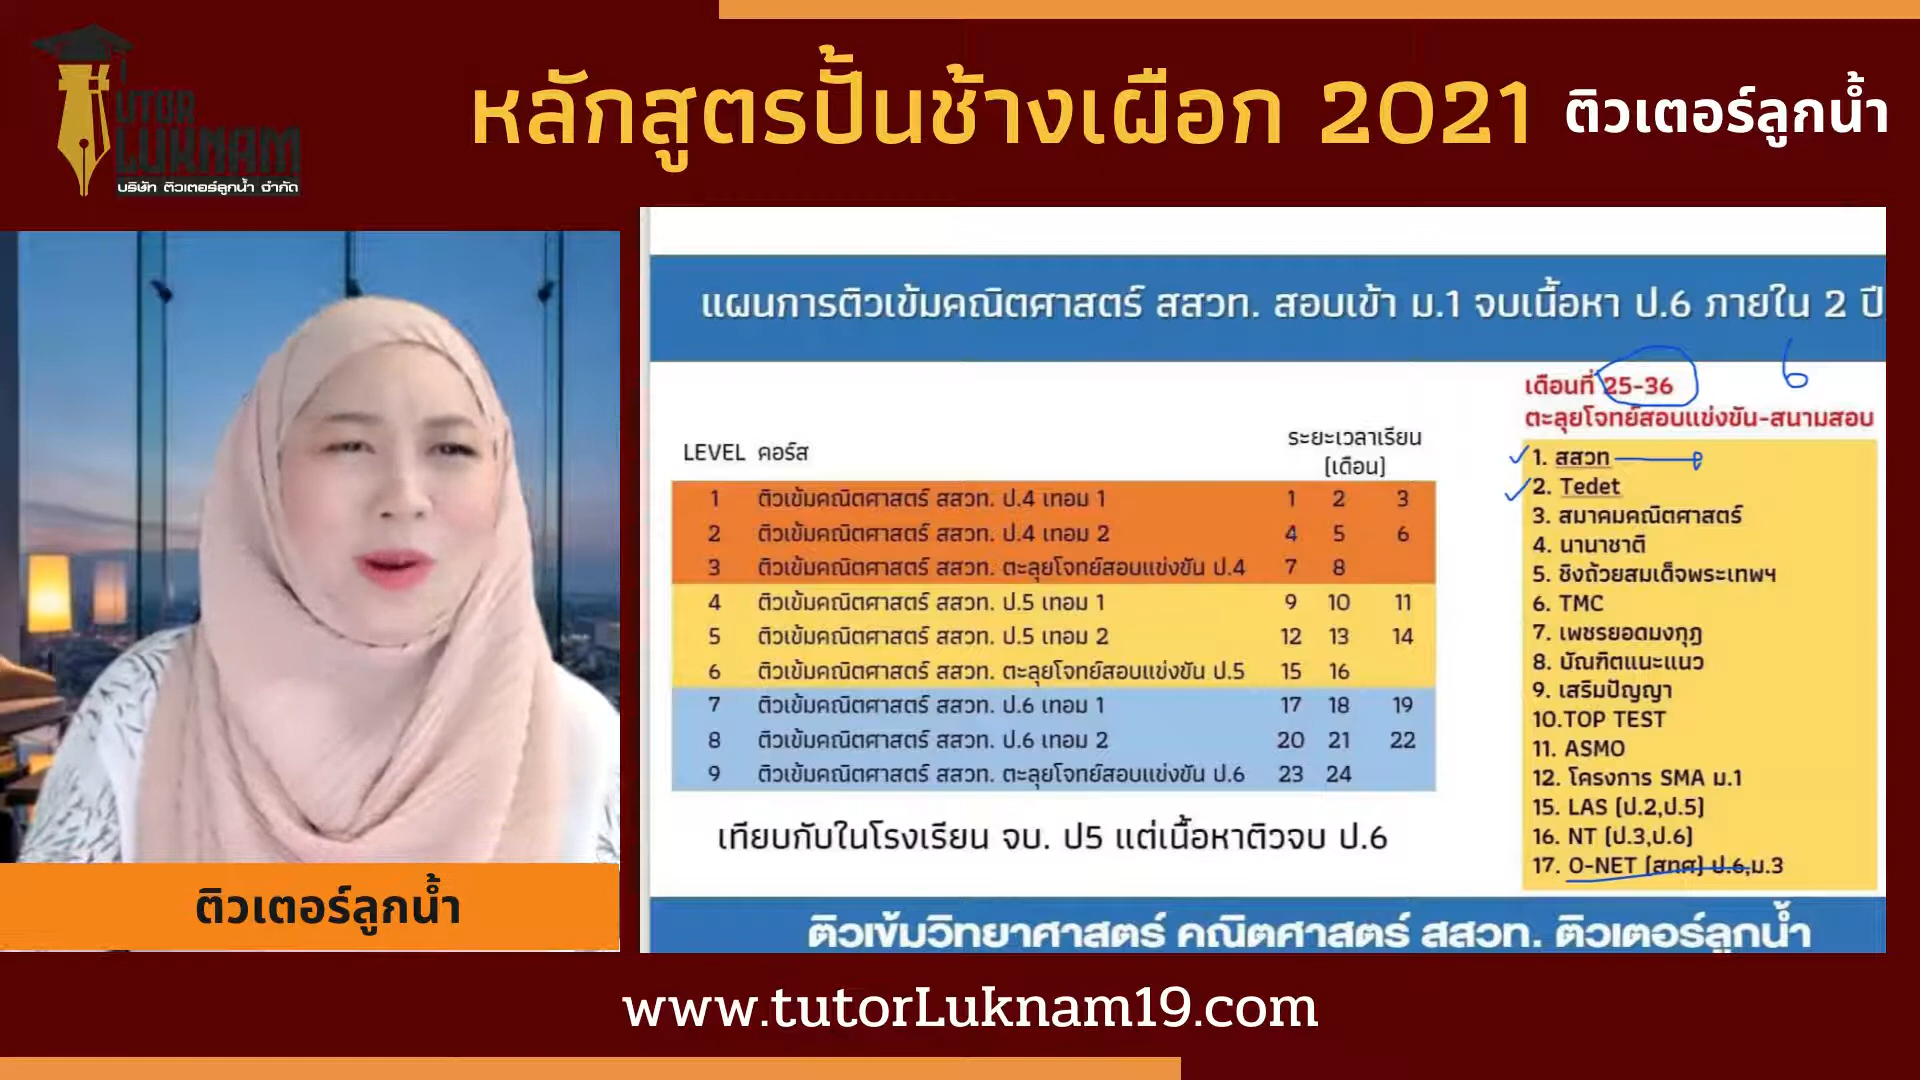 UTOR
LUKNAM
บริษัท ติวเตอร์ลูกน้ำ จำกัด
หลักสูตรปั้นช้างเผือก 2021 ติวเตอร์ลูกน้ำ
แผนการติวเข้มคณิตศาสตร์ สสวท. สอบเข้า ม.1 จบเนื้อหา ป.6 ภายใน 2 ปี
LEVEL คอร์ส ระยะเวลาเรียน
(เดือน)
1 ติวเข้มคณิตศาสตร์ สสวท. ป.4 เทอม 1 1 2 3
2 ติวเข้มคณิตศาสตร์ สสวท. ป.4 เทอม 2 4 5 6
3 ติวเข้มคณิตศาสตร์ สสวท. ตะลุยโจทย์สอบแข่งขัน ป.4 7 8
4 ติวเข้มคณิตศาสตร์ สสวท. ป.5 เทอม 1 9 10 11
5 ติวเข้มคณิตศาสตร์ สสวท. ป.5 เทอม 2 12 13 14
6 ติวเข้มคณิตศาสตร์ สสวท. ตะลุยโจทย์สอบแข่งขัน ป.5 15 16
7 ติวเข้มคณิตศาสตร์ สสวท. ป.6 เทอม 1 17 18 19
8 ติวเข้มคณิตศาสตร์ สสวท. ป.6 เทอม 2 20 21 22
9 ติวเข้มคณิตศาสตร์ สสวท. ตะลุยโจทย์สอบแข่งขัน ป.6 23 24
เทียบกับในโรงเรียน จบ. ป5 แต่เนื้อหาติวจบ ป.6
เดือนที่ 25-36 6
ตะลุยโจทย์สอบแข่งขัน-สนามสอบ
1. สสวท
2. Tedet
3. สมาคมคณิตศาสตร์
4. นานาชาติ
5. ชิงถ้วยสมเด็จพระเทพฯ
6. TMC
7. เพชรยอดมงกุฎ
8. บัณฑิตแนะแนว
9. เสริมปัญญา
10.TOP TEST
11. ASMO
12. โครงการ SMA ม.1
15. LAS (ป.2,ป.5)
16. NT (ป.3,ป.6)
17. O-NET (สทศ) ป.6,ม.3
ติวเข้มวิทยาศาสตร์ คณิตศาสตร์ สสวท. ติวเตอร์ลูกน้ำ
ติวเตอร์ลูกน้ำ
www.tutorLuknam19.com